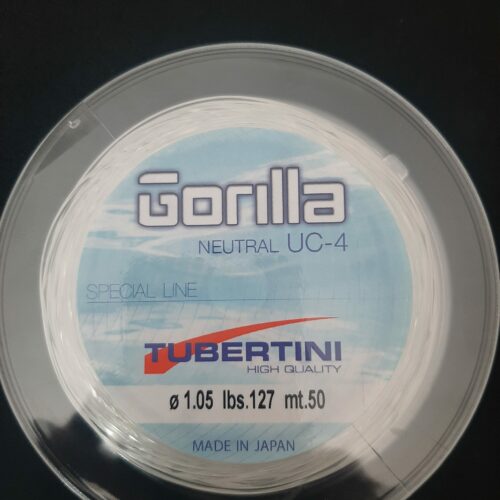 Gorilla
NEUTRAL UC-4
SPECIAL LINE
TUBERTINI
HIGH QUALITY
ø 1.05 lbs.127 mt.50
MADE IN JAPAN